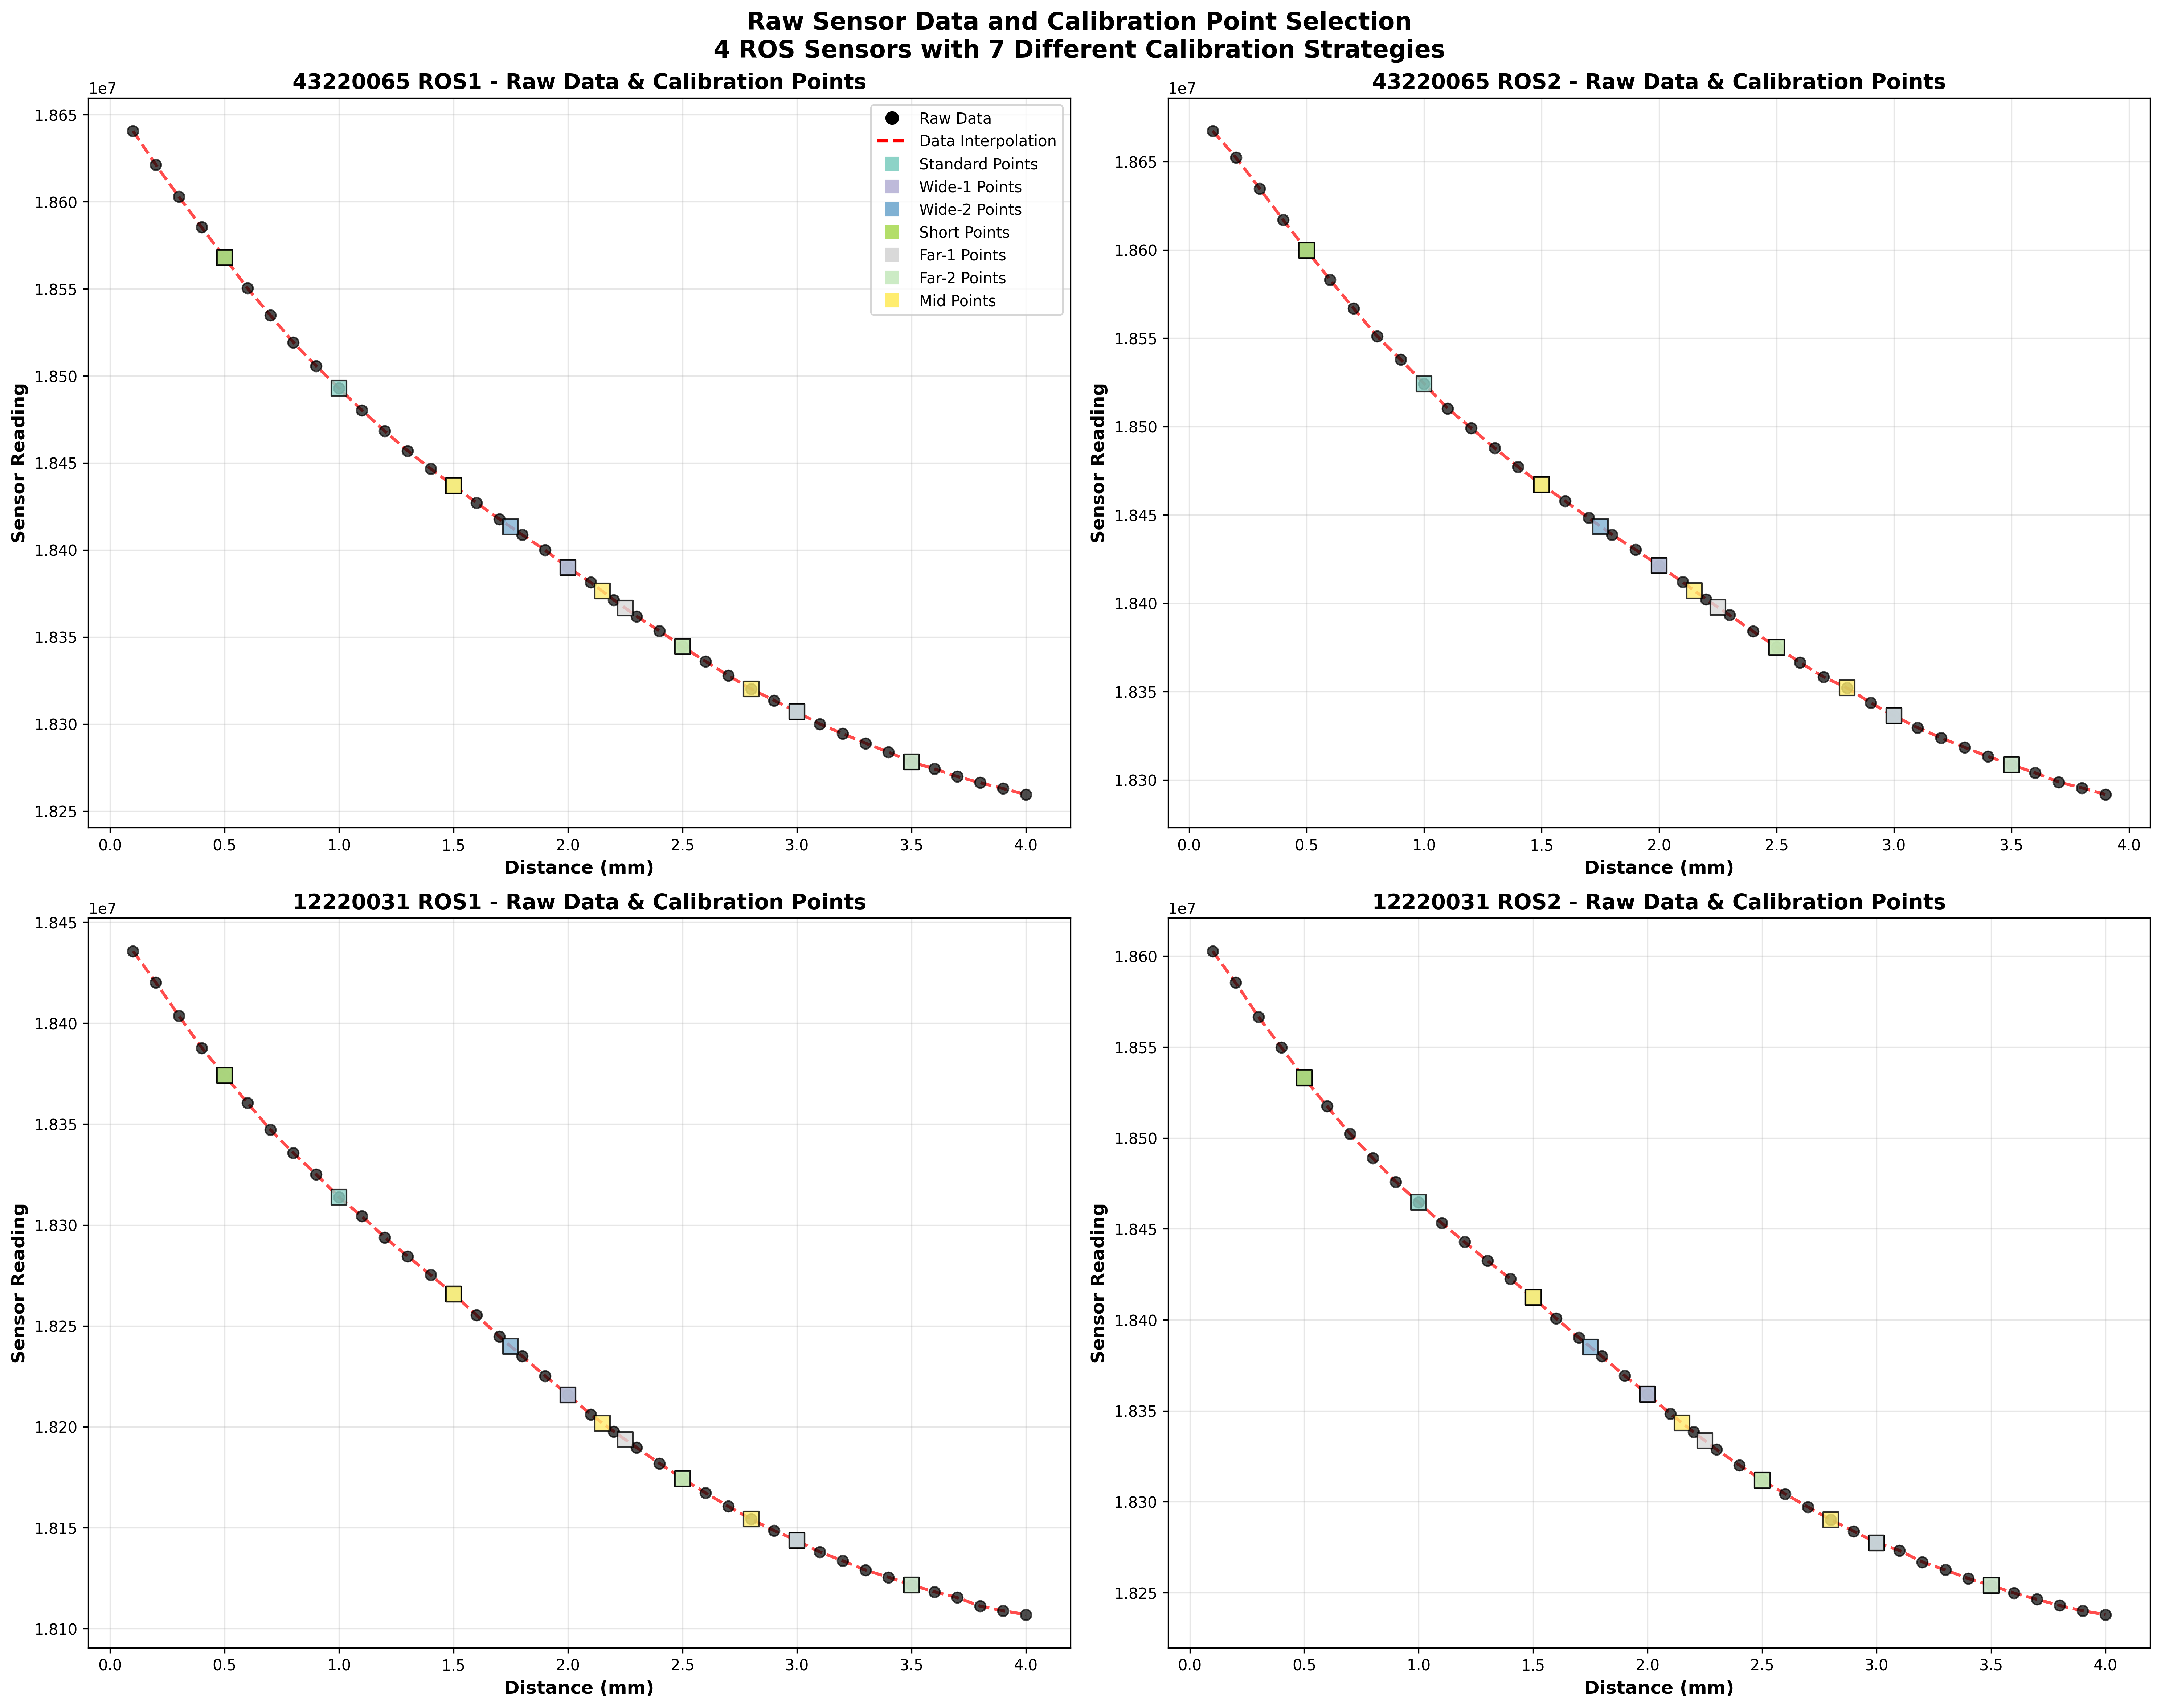 Raw Sensor Data and Calibration Point Selection
4 ROS Sensors with 7 Different Calibration Strategies
43220065 ROS1 - Raw Data & Calibration Points
1e7
1.865
1.860
1.855
1.850
1.845
1.840
1.835
1.830
1.825
Sensor Reading
Raw Data
Data Interpolation
Standard Points
Wide-1 Points
Wide-2 Points
Short Points
Far-1 Points
Far-2 Points
Mid Points
0.0 0.5 1.0 1.5 2.0 2.5 3.0 3.5 4.0
Distance (mm)
43220065 ROS2 - Raw Data & Calibration Points
1e7
1.865
1.860
1.855
1.850
1.845
1.840
1.835
1.830
Sensor Reading
0.0 0.5 1.0 1.5 2.0 2.5 3.0 3.5 4.0
Distance (mm)
12220031 ROS1 - Raw Data & Calibration Points
1e7
1.845
1.840
1.835
1.830
1.825
1.820
1.815
1.810
Sensor Reading
0.0 0.5 1.0 1.5 2.0 2.5 3.0 3.5 4.0
Distance (mm)
12220031 ROS2 - Raw Data & Calibration Points
1e7
1.860
1.855
1.850
1.845
1.840
1.835
1.830
1.825
Sensor Reading
0.0 0.5 1.0 1.5 2.0 2.5 3.0 3.5 4.0
Distance (mm)